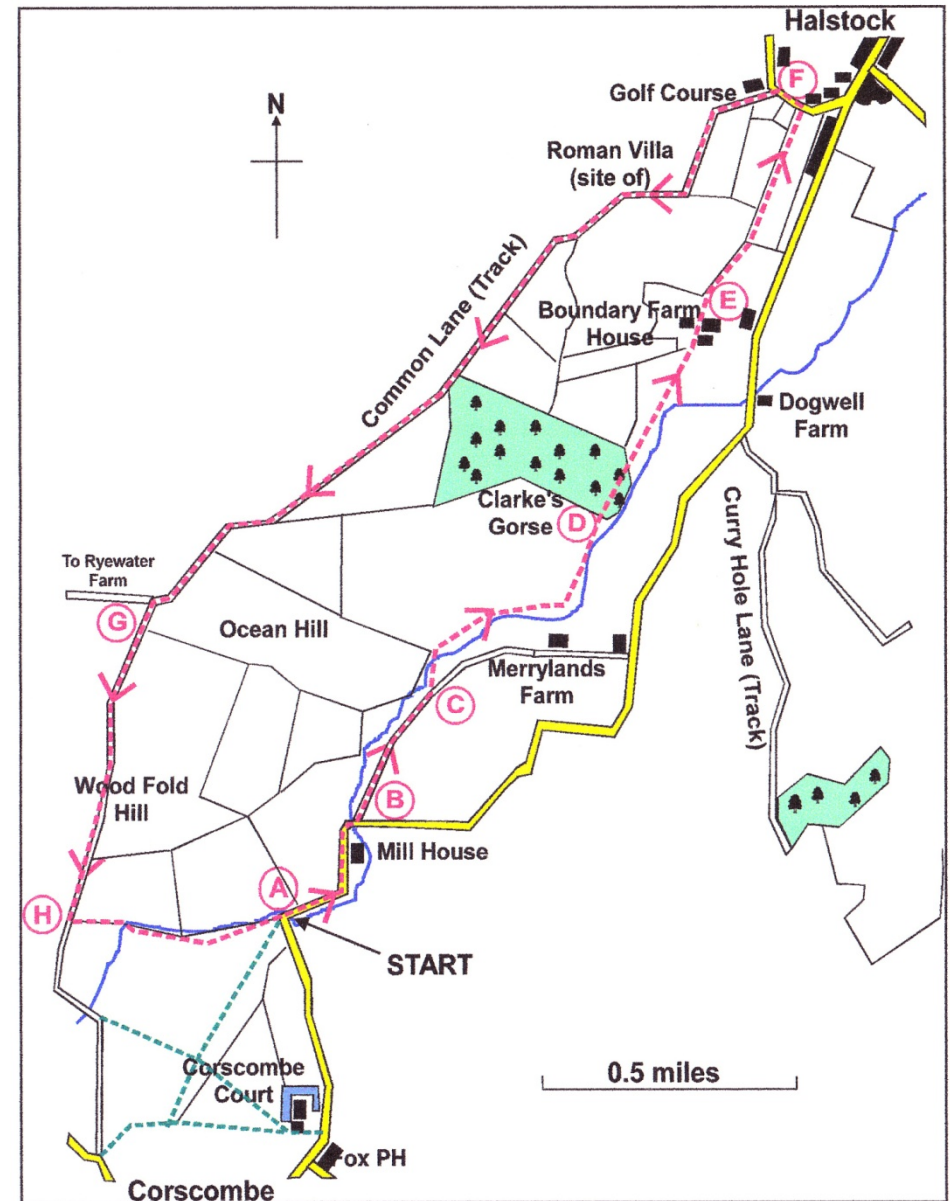 Halstock
F
Golf Course
N
Roman Villa
(site of)
Common Lane (Track)
E
Boundary Farm
House
Dogwell
Farm
Clarke's
Gorse
D
Curry Hole Lane (Track)
To Ryewater
Farm
G
Ocean Hill
Merrylands
Farm
C
B
Wood Fold
Hill
Mill House
A
H
START
Corscombe
Court
0.5 miles
Fox PH
Corscombe